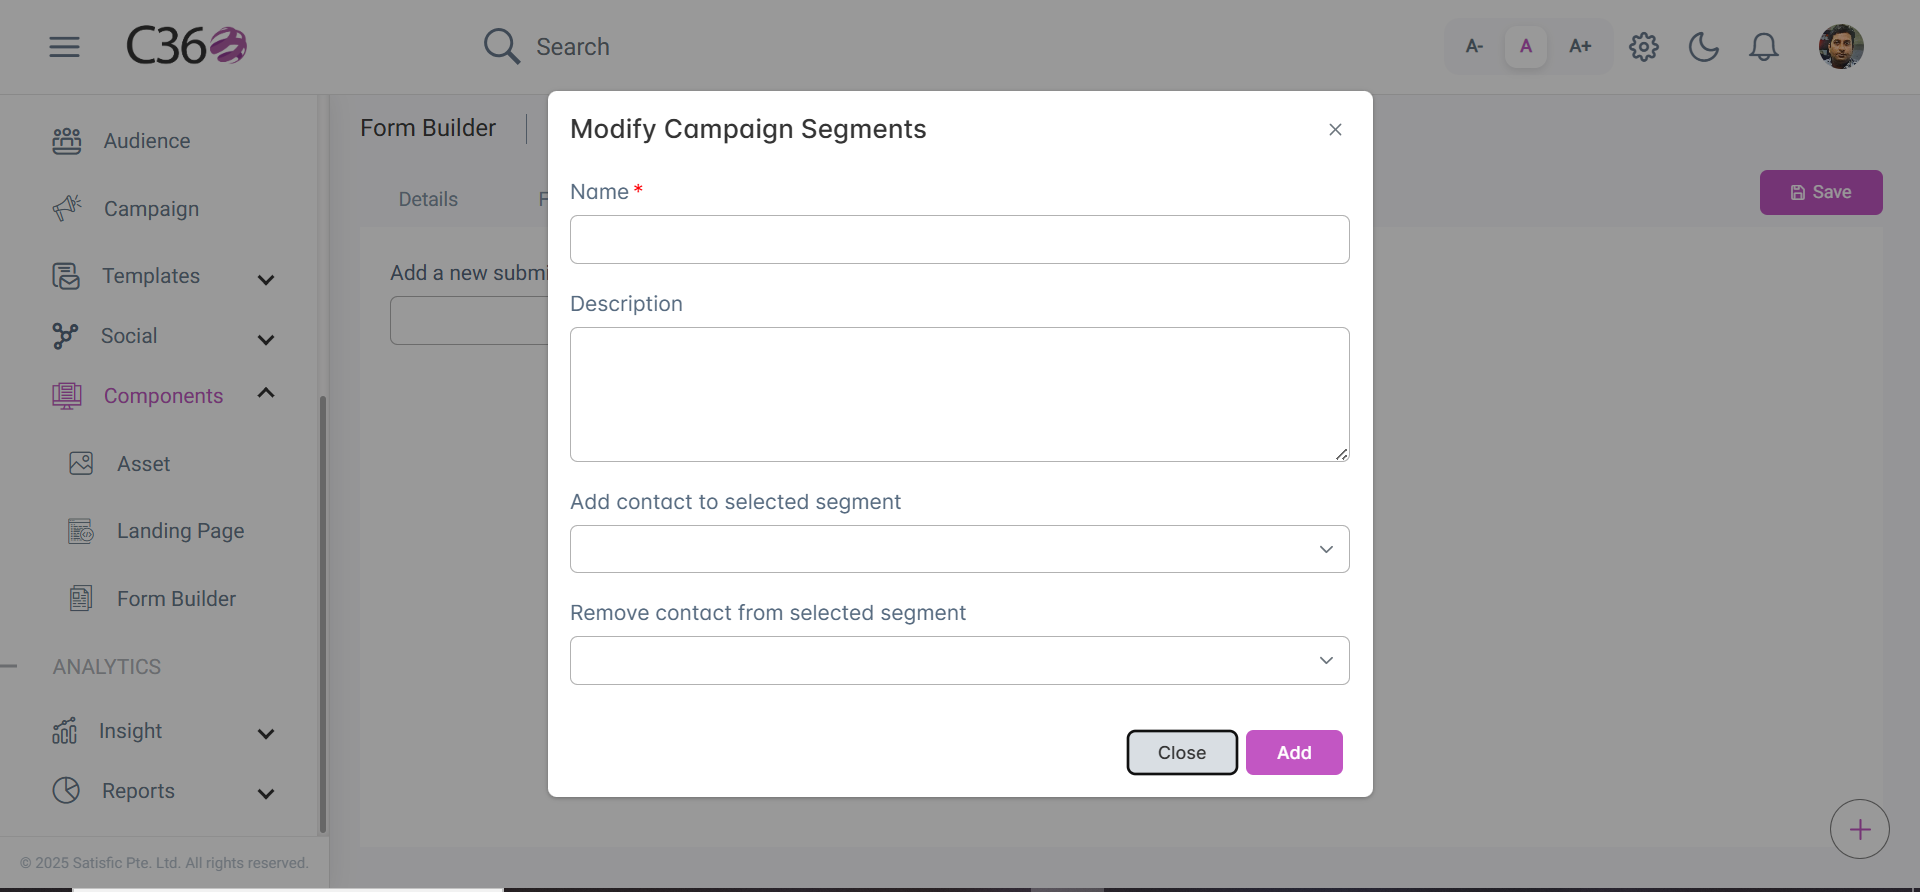 C360
Search
A-
A
A+
Audience
Campaign
Templates
Social
Components
Asset
Landing Page
Form Builder
ANALYTICS
Insight
Reports
© 2025 Satisfic Pte. Ltd. All rights reserved.
Form Builder
Details
F
Save
Add a new submi
Modify Campaign Segments
Name *
Description
Add contact to selected segment
Remove contact from selected segment
Close
Add